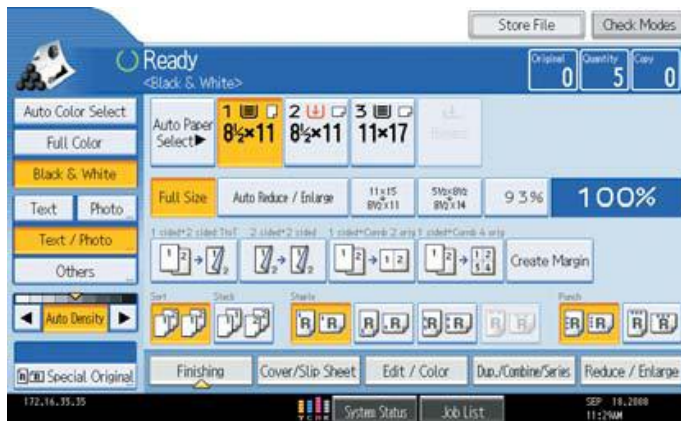 Store File
Check Modes
Ready
<Black & White>
Original
0
Quantity
5
Copy
0
Auto Color Select
Full Color
Black & White
Text
Photo
Text / Photo
Others
Auto Density
Special Original
Auto Paper
Select▶
1
8½×11
2
8½×11
3
11×17
Full Size
Auto Reduce / Enlarge
11×15
8½×11
5½×8½
8½×14
93%
100%
1 sided→2 sided:TtoT
2 sided→2 sided
1 sided→Comb 2 orig
1 sided→Comb 4 orig
Create Margin
Sort
Stack
Staple
Punch
Finishing
Cover/Slip Sheet
Edit / Color
Dup./Combine/Series
Reduce / Enlarge
172.16.35.35
System Status
Job List
SEP 18.2008
11:29AM